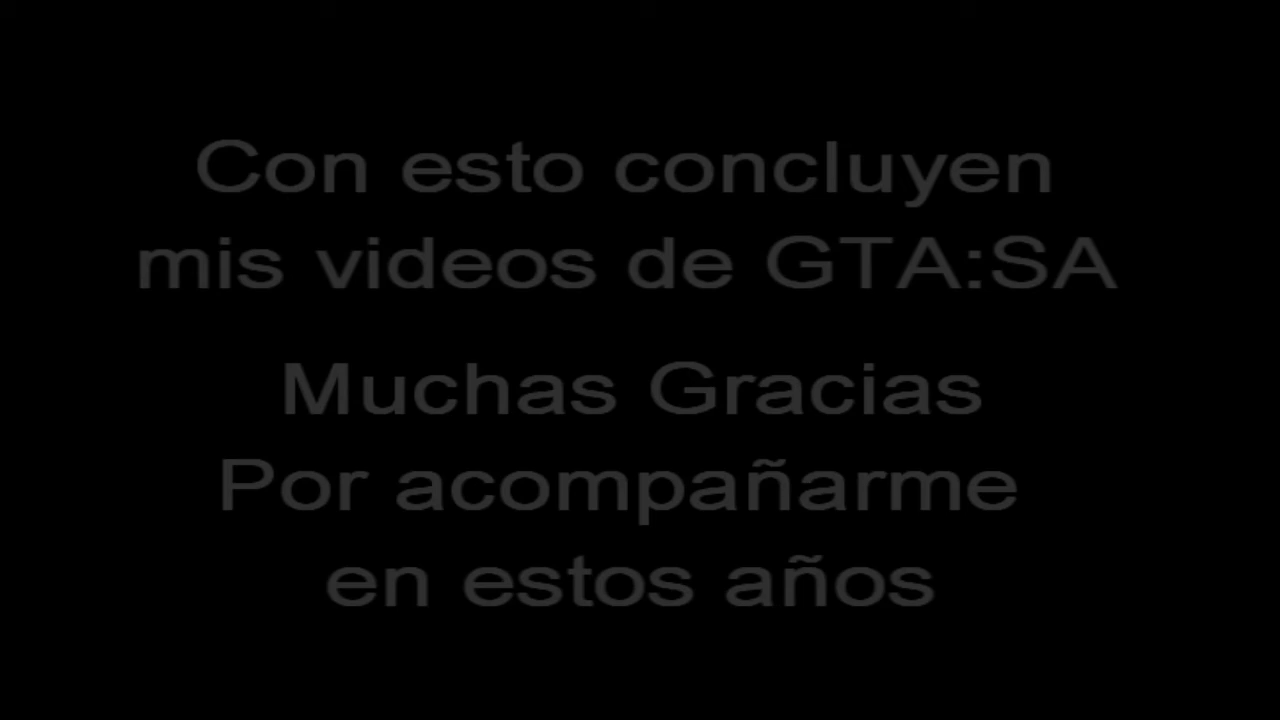 Con esto concluyen
mis videos de GTA:SA
Muchas Gracias
Por acompañarme
en estos años